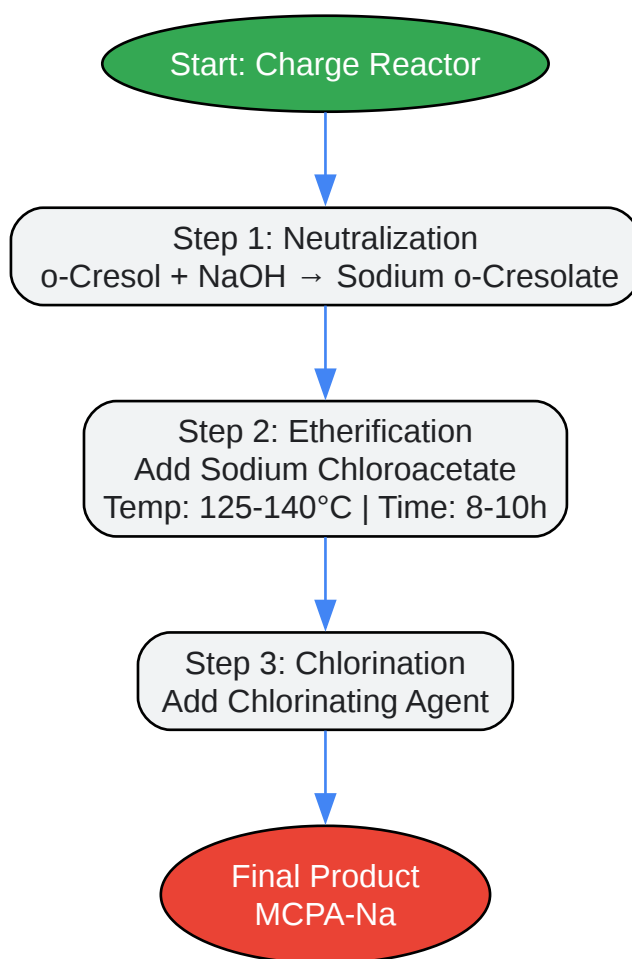 Start: Charge Reactor
Step 1: Neutralization
o-Cresol + NaOH → Sodium o-Cresolate
Step 2: Etherification
Add Sodium Chloroacetate
Temp: 125-140°C | Time: 8-10h
Step 3: Chlorination
Add Chlorinating Agent
Final Product
MCPA-Na